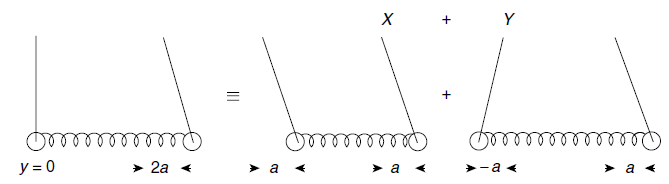 X + Y
≡ +
y = 0 2a a a – a a